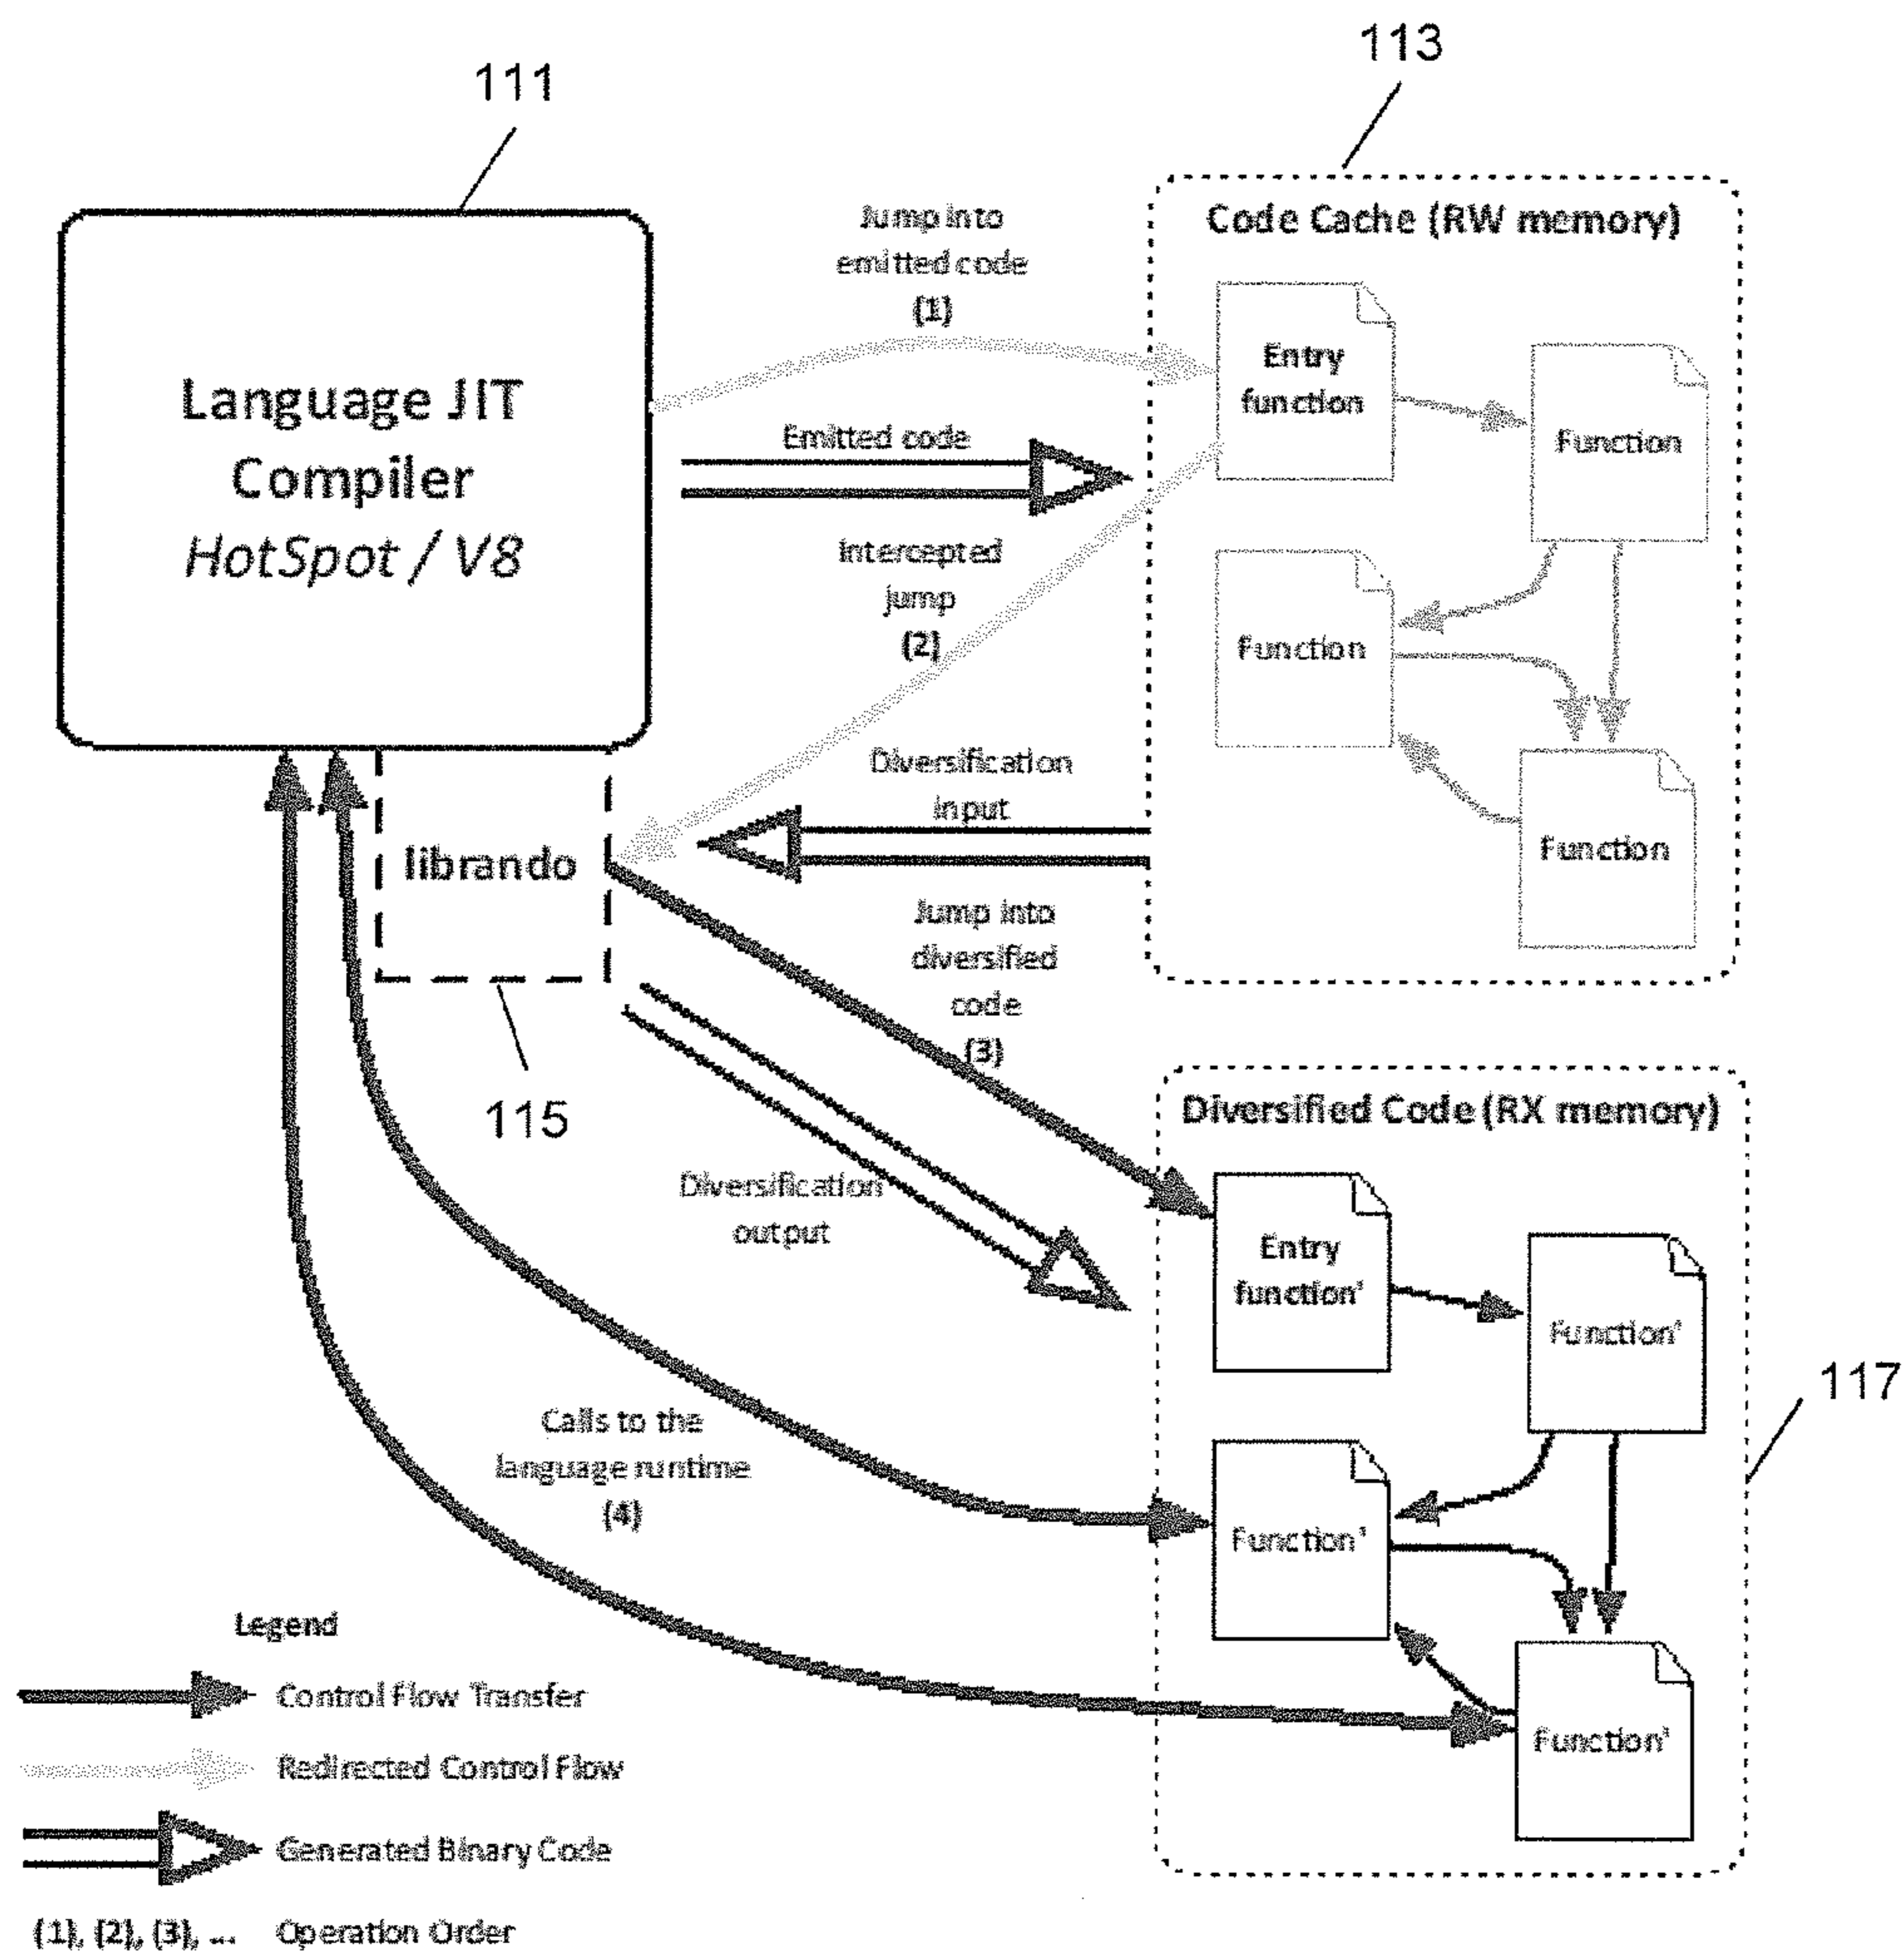 111
113
Language JIT
Compiler
HotSpot / V8
Jump into
emitted code
(1)
Emitted code
Intercepted
jump
(2)
Code Cache (RW memory)
Entry
function
Function
Function
Function
librando
115
Diversification
input
Jump into
diversified
code
(3)
Diversification
output
Diversified Code (RX memory)
Entry
function'
Function'
Function'
Function'
117
Calls to the
language runtime
(4)
Legend
Control Flow Transfer
Redirected Control Flow
Generated Binary Code
(1), (2), (3), ... Operation Order